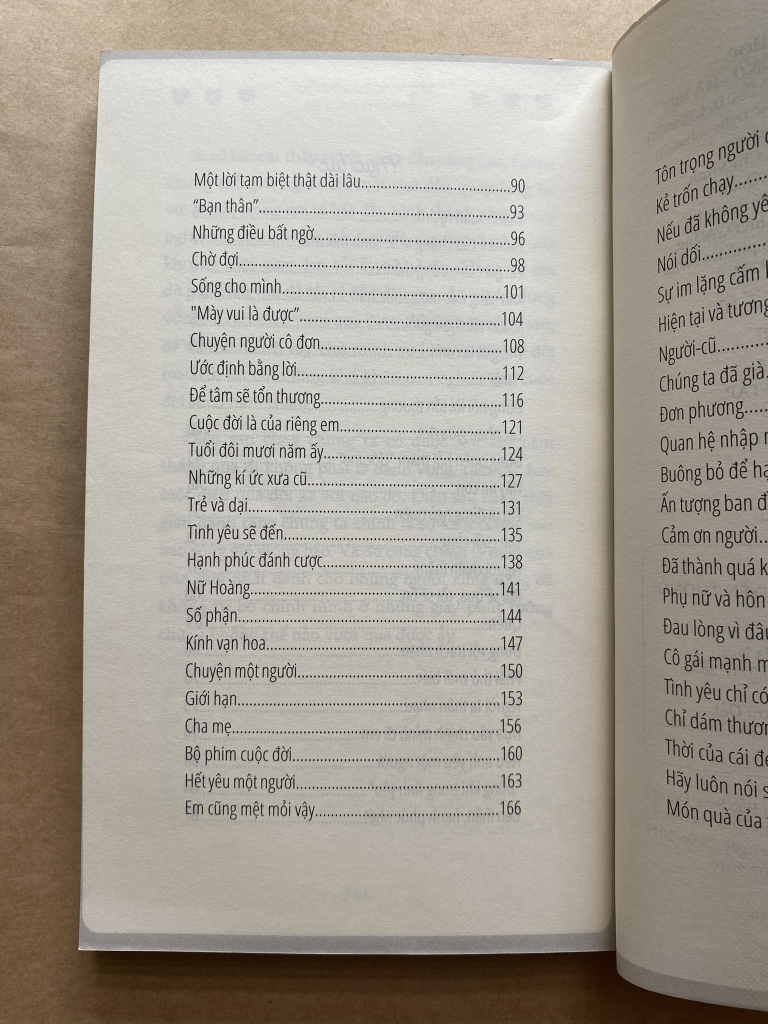 Một lời tạm biệt thật dài lâu........................................90
“Bạn thân”........................................93
Những điều bất ngờ........................................96
Chờ đợi........................................98
Sống cho mình........................................101
"Mày vui là được”........................................104
Chuyện người cô đơn........................................108
Ước định bằng lời........................................112
Để tâm sẽ tổn thương........................................116
Cuộc đời là của riêng em........................................121
Tuổi đôi mươi năm ấy........................................124
Những kí ức xưa cũ........................................127
Trẻ và dại........................................131
Tình yêu sẽ đến........................................135
Hạnh phúc đánh cược........................................138
Nữ Hoàng........................................141
Số phận........................................144
Kính vạn hoa........................................147
Chuyện một người........................................150
Giới hạn........................................153
Cha mẹ........................................156
Bộ phim cuộc đời........................................160
Hết yêu một người........................................163
Em cũng mệt mỏi vậy........................................166
Tôn trọng người
Kẻ trốn chạy.......
Nếu đã không yê
Nói dối..............
Sự im lặng cấm
Hiện tại và tương
Người-cũ..........
Chúng ta đã già.
Đơn phương.....
Quan hệ nhập
Buông bỏ để
Ấn tượng ban
Cảm ơn người..
Đã thành quá
Phụ nữ và hôn
Đau lòng vì
Cô gái mạnh
Tình yêu chỉ có
Chỉ dám
Thời của cái
Hãy luôn nói
Món quà của